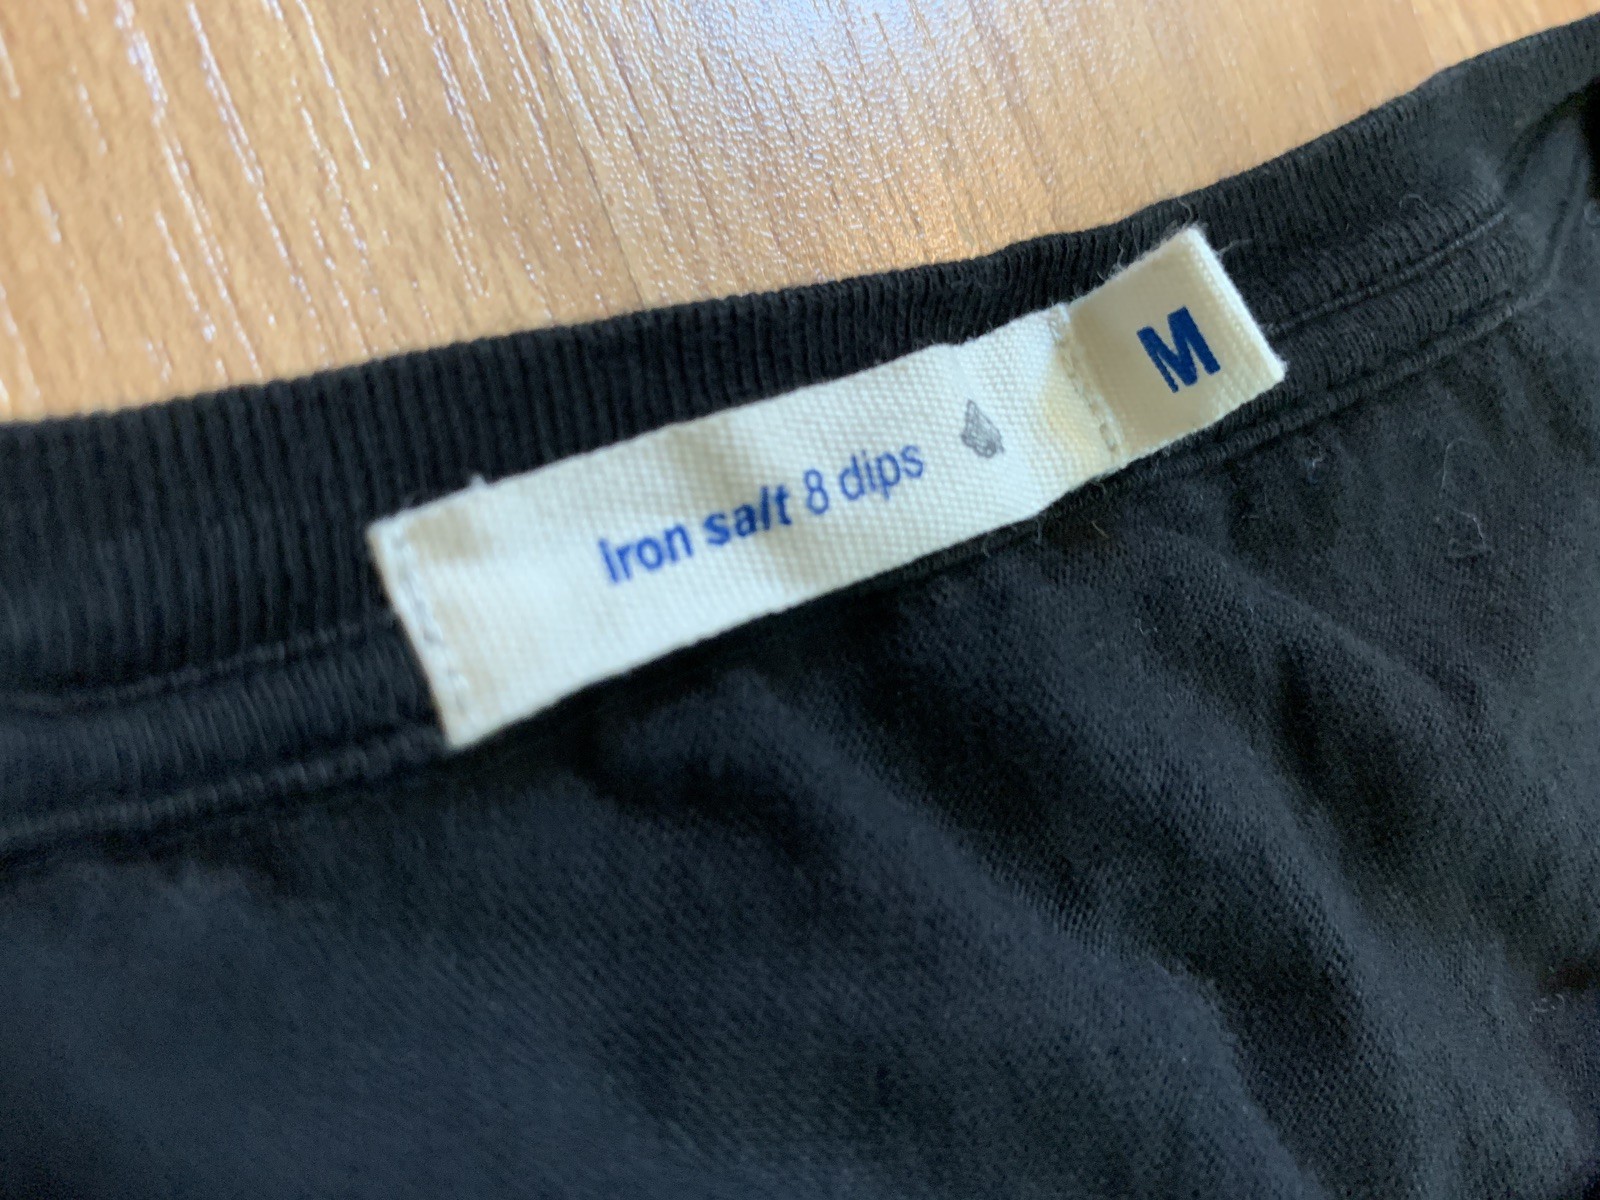 iron salt 8 dips
M